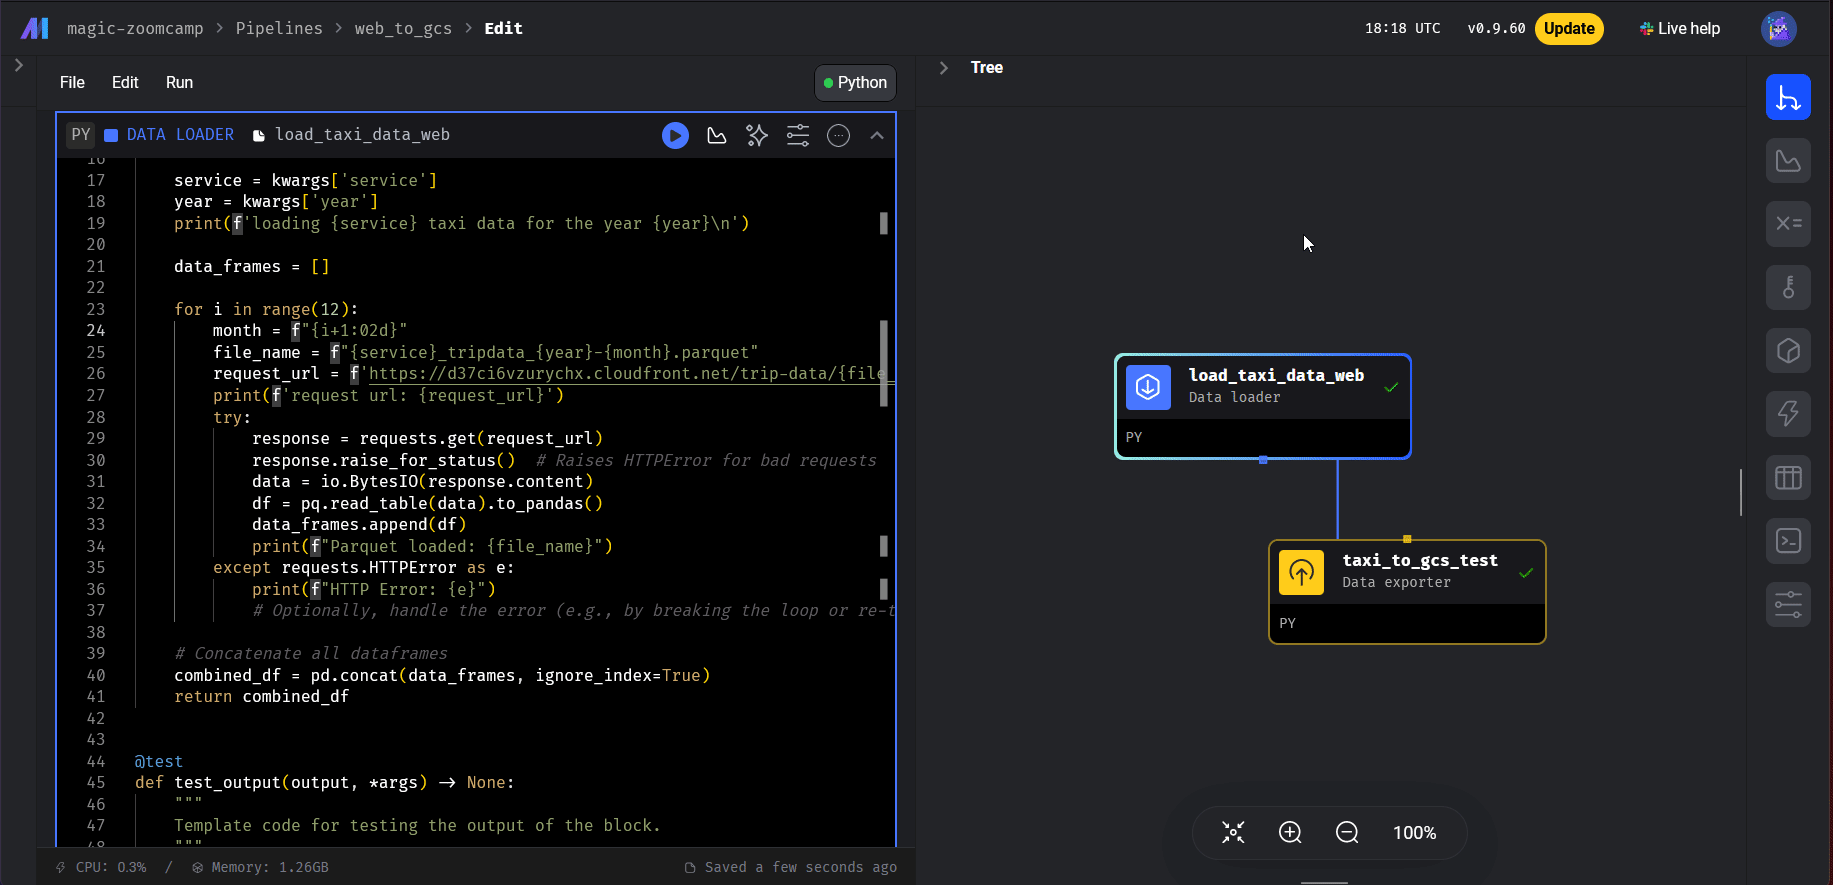 magic-zoomcamp > Pipelines > web_to_gcs > Edit
18:18 UTC v0.9.60 Update Live help
File Edit Run Python
PY DATA LOADER load_taxi_data_web
16
17 service = kwargs['service']
18 year = kwargs['year']
19 print(f'loading {service} taxi data for the year {year}\n')
20
21 data_frames = []
22
23 for i in range(12):
24 month = f"{i+1:02d}"
25 file_name = f"{service}_tripdata_{year}-{month}.parquet"
26 request_url = f'https://d37ci6vzurychx.cloudfront.net/trip-data/{file_
27 print(f'request url: {request_url}')
28 try:
29 response = requests.get(request_url)
30 response.raise_for_status() # Raises HTTPError for bad requests
31 data = io.BytesIO(response.content)
32 df = pq.read_table(data).to_pandas()
33 data_frames.append(df)
34 print(f"Parquet loaded: {file_name}")
35 except requests.HTTPError as e:
36 print(f"HTTP Error: {e}")
37 # Optionally, handle the error (e.g., by breaking the loop or re-t
38
39 # Concatenate all dataframes
40 combined_df = pd.concat(data_frames, ignore_index=True)
41 return combined_df
42
43
44 @test
45 def test_output(output, *args) -> None:
46 """
47 Template code for testing the output of the block.
48 """
CPU: 0.3% / Memory: 1.26GB Saved a few seconds ago
Tree
load_taxi_data_web
Data loader
PY
taxi_to_gcs_test
Data exporter
PY
100%